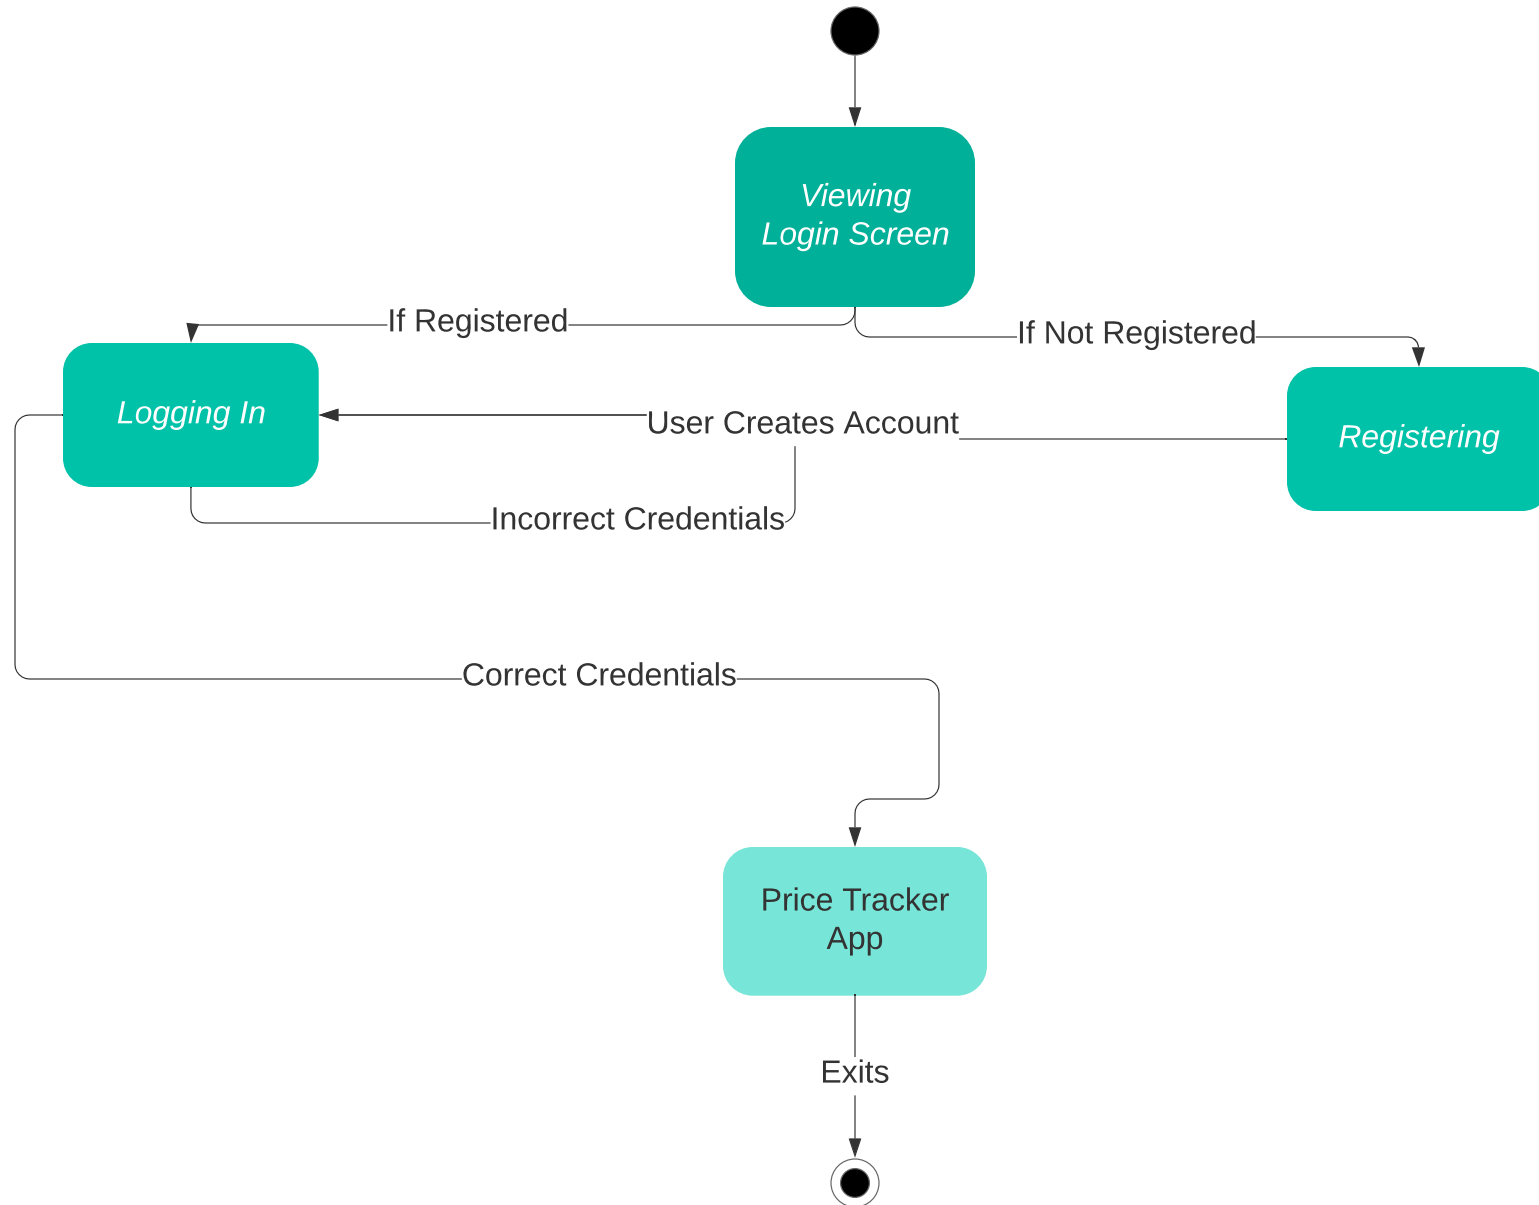 Viewing
Login Screen
If Registered
If Not Registered
Logging In
User Creates Account
Registering
Incorrect Credentials
Correct Credentials
Price Tracker
App
Exits